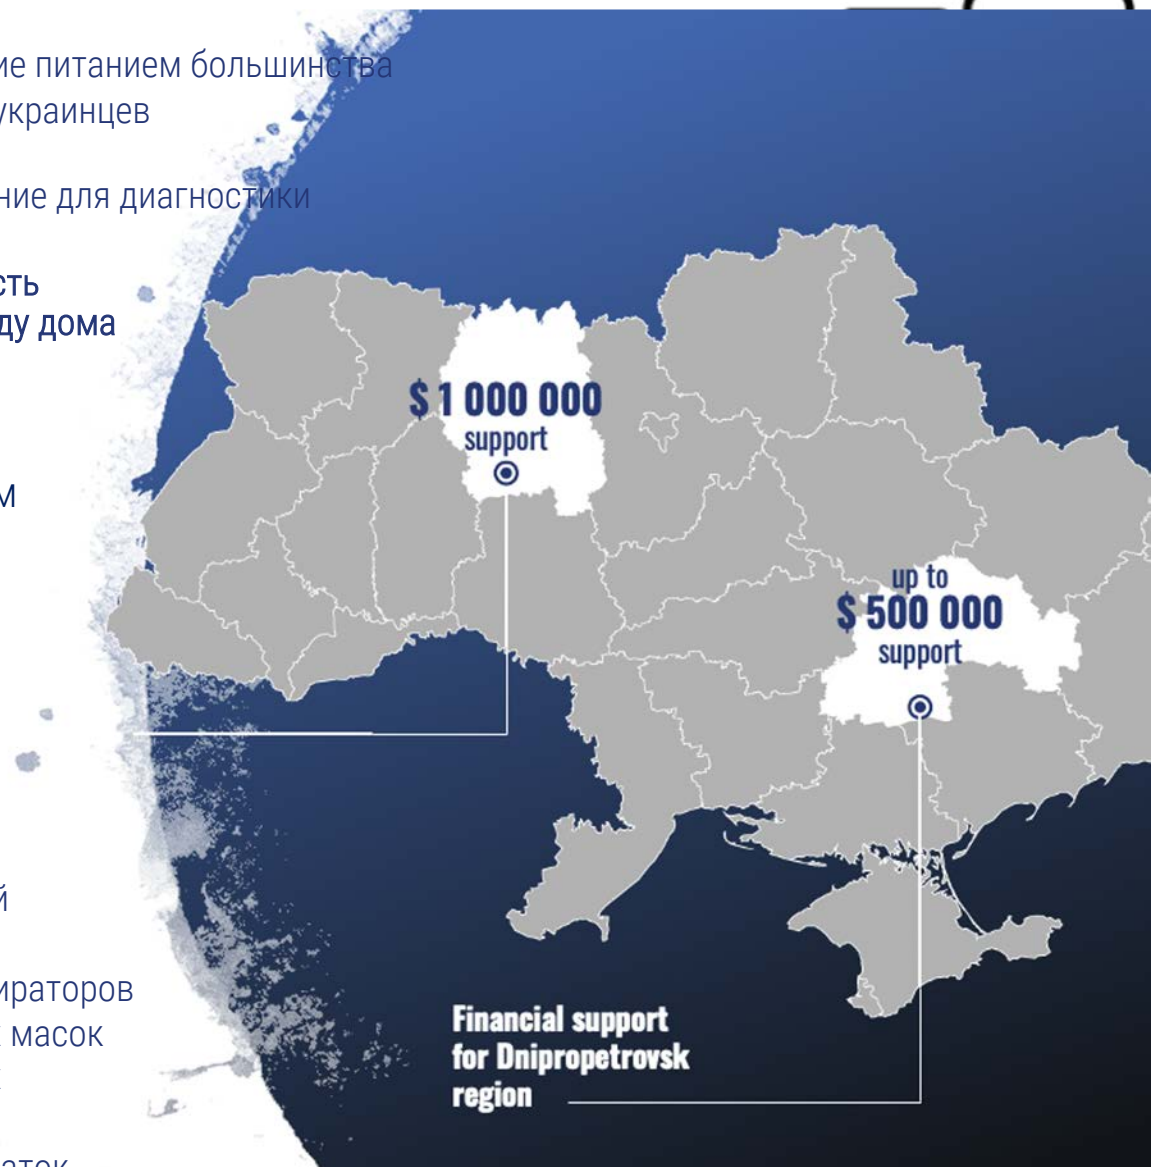 ие питанием большинства
украинцев
ние для диагностики
сть
ду дома
м
й
ираторов
масок
$ 1 000 000
support
up to
$ 500 000
support
Financial support
for Dnipropetrovsk
region